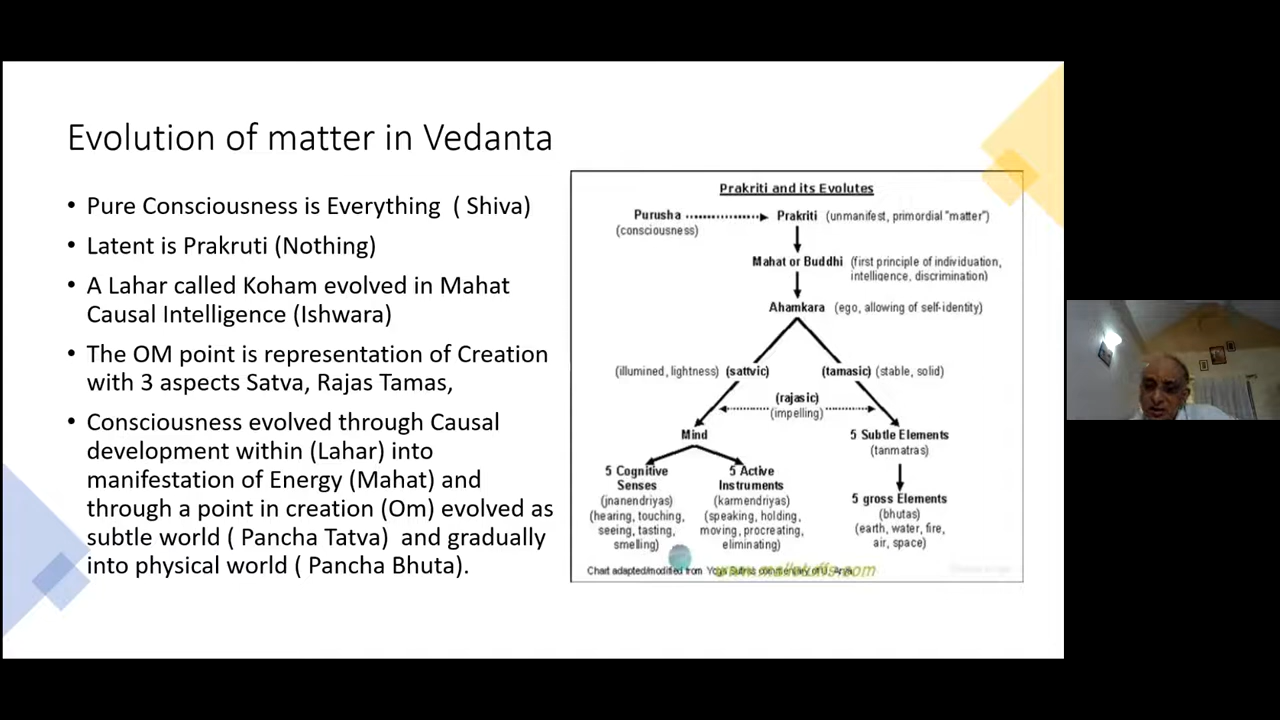 Evolution of matter in Vedanta
• Pure Consciousness is Everything ( Shiva)
• Latent is Prakruti (Nothing)
• A Lahar called Koham evolved in Mahat
Causal Intelligence (Ishwara)
• The OM point is representation of Creation
with 3 aspects Satva, Rajas Tamas,
• Consciousness evolved through Causal
development within (Lahar) into
manifestation of Energy (Mahat) and
through a point in creation (Om) evolved as
subtle world ( Pancha Tatva) and gradually
into physical world ( Pancha Bhuta).
Prakriti and its Evolutes
Purusha
(consciousness)
Prakriti (unmanifest, primordial "matter")
Mahat or Buddhi (first principle of individuation,
intelligence, discrimination)
Ahamkara (ego, allowing of self-identity)
(illumined, lightness) (sattvic)
(tamasic) (stable, solid)
(rajasic)
(impelling)
Mind
5 Cognitive
Senses
(jnanendriyas)
(hearing, touching,
seeing, tasting,
smelling)
5 Active
Instruments
(karmendriyas)
(speaking, holding,
moving, procreating,
eliminating)
5 Subtle Elements
(tanmatras)
5 gross Elements
(bhutas)
(earth, water, fire,
air, space)
Chart adapted/modified from